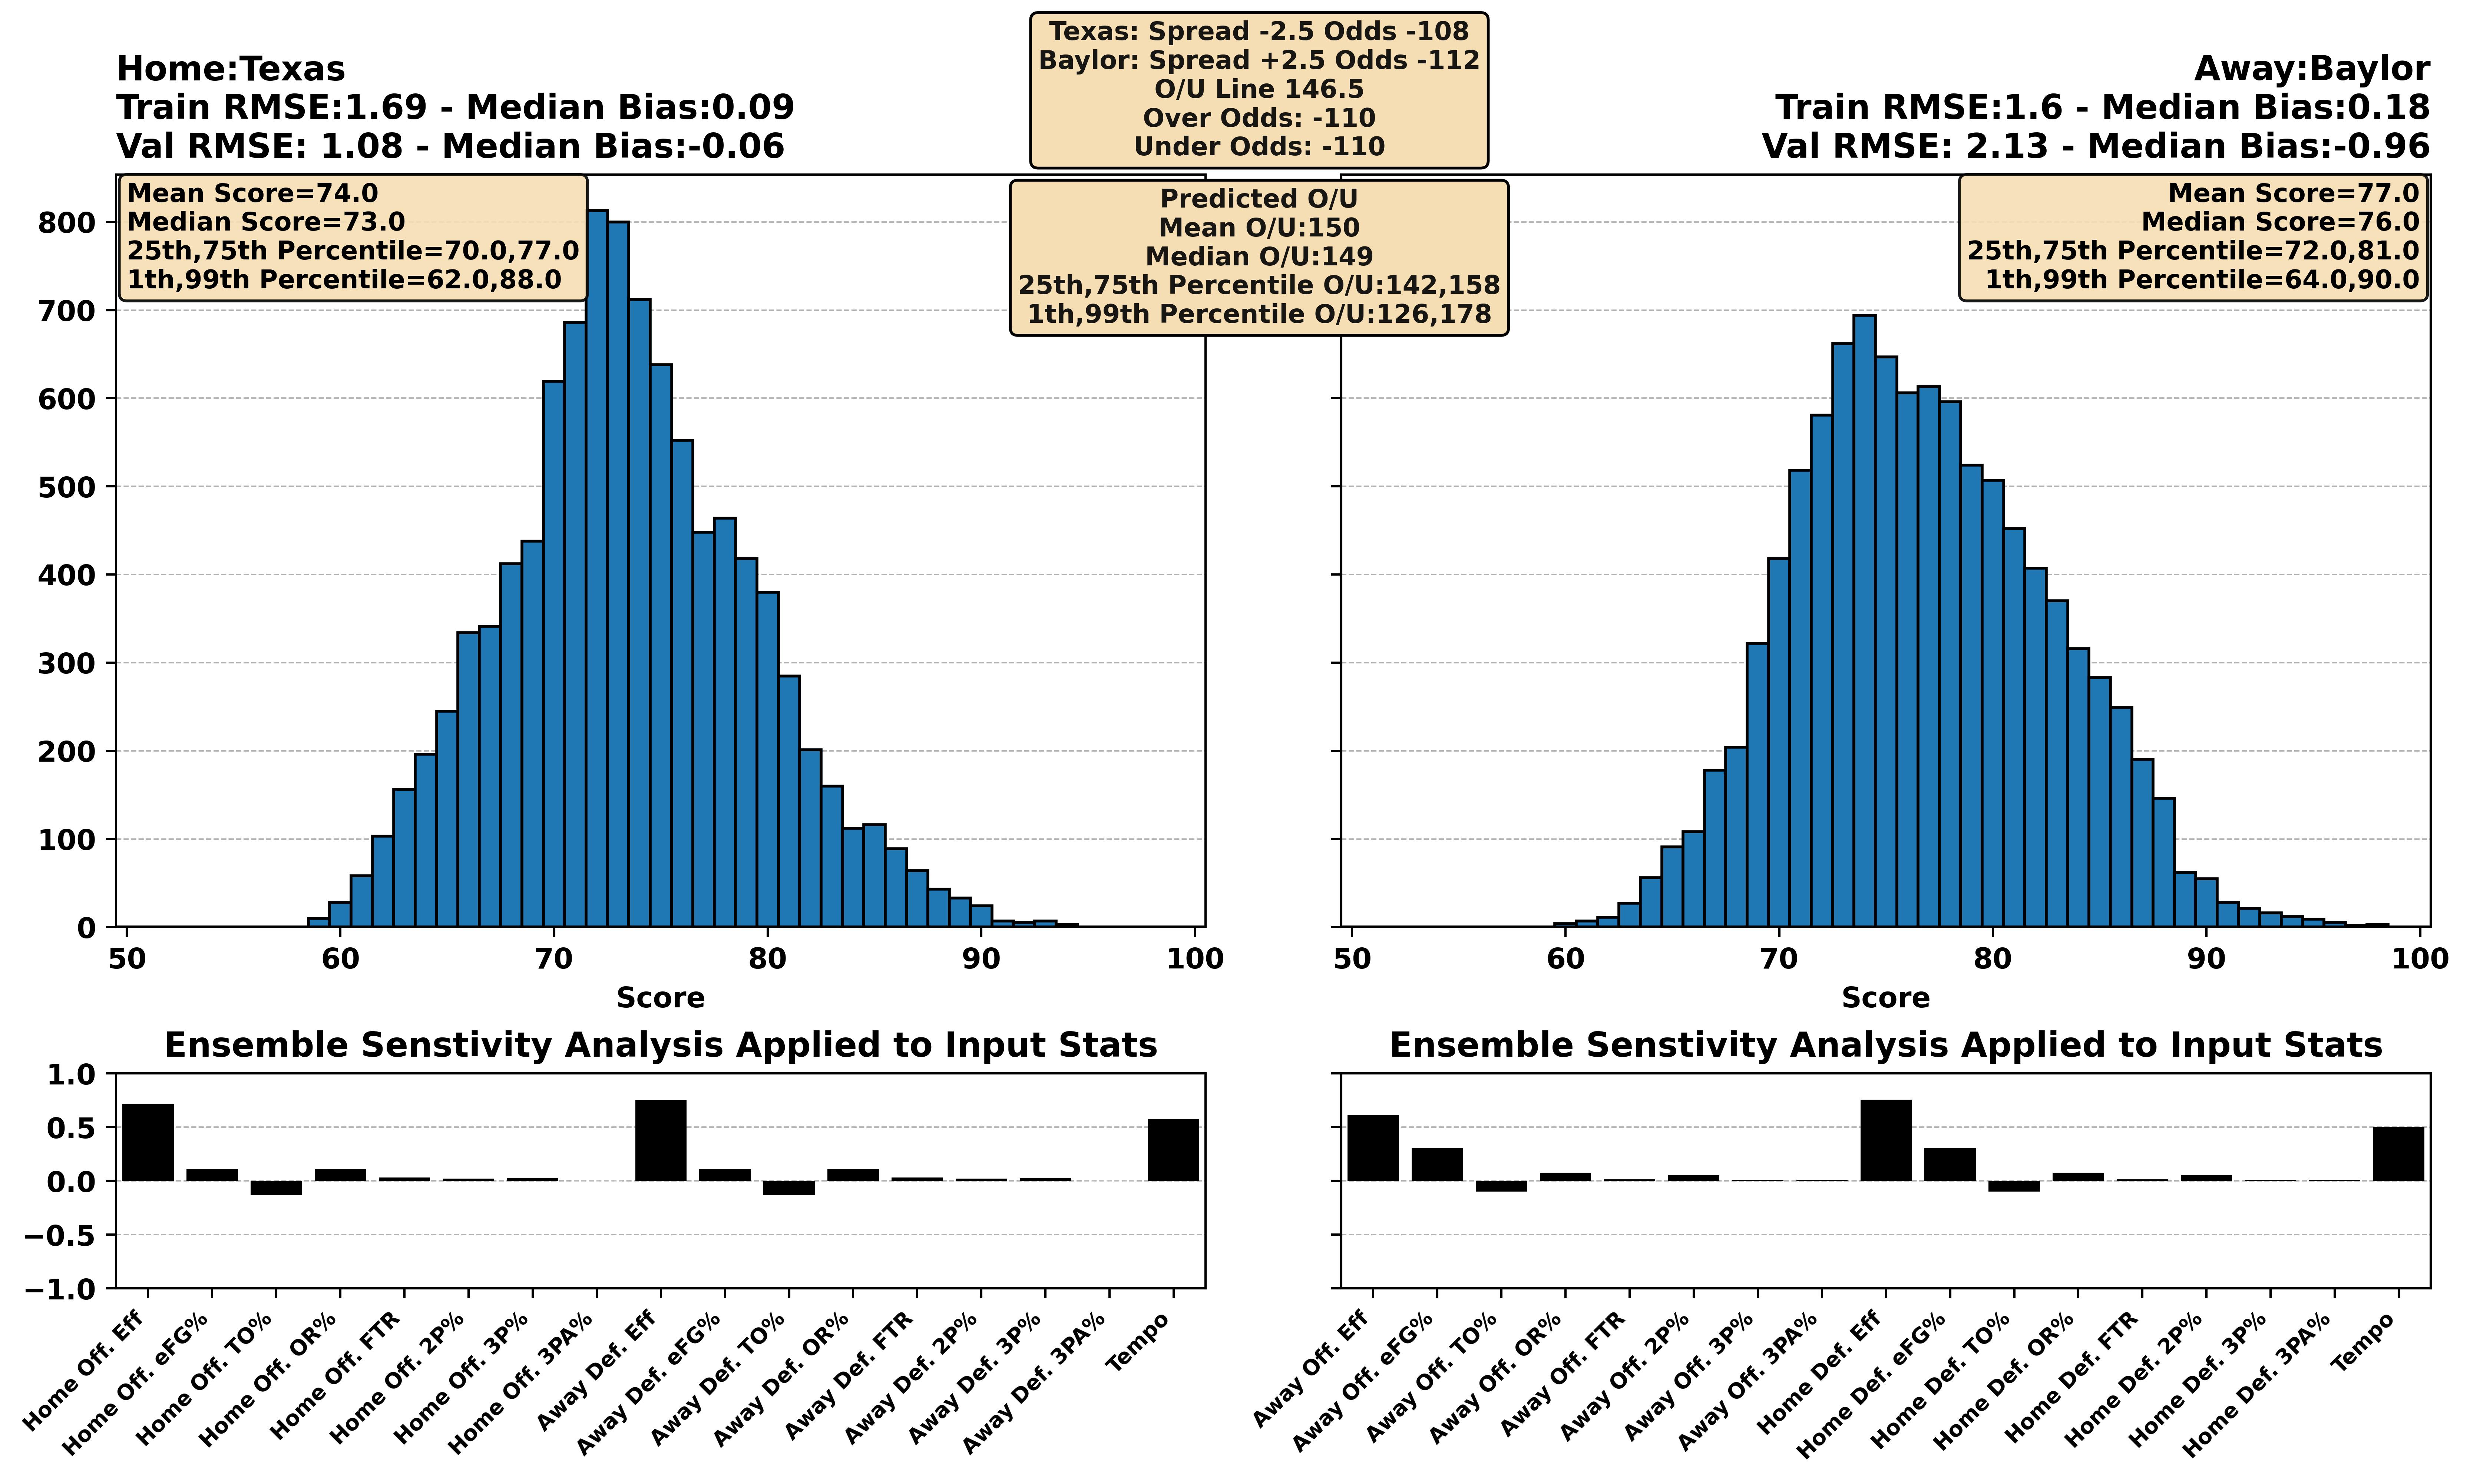 Texas: Spread -2.5 Odds -108
Baylor: Spread +2.5 Odds -112
O/U Line 146.5
Over Odds: -110
Under Odds: -110
Home:Texas
Train RMSE:1.69 - Median Bias:0.09
Val RMSE: 1.08 - Median Bias:-0.06
Away:Baylor
Train RMSE:1.6 - Median Bias:0.18
Val RMSE: 2.13 - Median Bias:-0.96
Mean Score=74.0
Median Score=73.0
25th,75th Percentile=70.0,77.0
1th,99th Percentile=62.0,88.0
Predicted O/U
Mean O/U:150
Median O/U:149
25th,75th Percentile O/U:142,158
1th,99th Percentile O/U:126,178
Mean Score=77.0
Median Score=76.0
25th,75th Percentile=72.0,81.0
1th,99th Percentile=64.0,90.0
800
700
600
500
400
300
200
100
0
50 60 70 80 90 100
Score
50 60 70 80 90 100
Score
Ensemble Senstivity Analysis Applied to Input Stats
1.0
0.5
0.0
−0.5
−1.0
Home Off. Eff
Home Off. eFG%
Home Off. TO%
Home Off. OR%
Home Off. FTR
Home Off. 2P%
Home Off. 3P%
Home Off. 3PA%
Away Def. Eff
Away Def. eFG%
Away Def. TO%
Away Def. OR%
Away Def. FTR
Away Def. 2P%
Away Def. 3P%
Away Def. 3PA%
Tempo
Ensemble Senstivity Analysis Applied to Input Stats
Away Off. Eff
Away Off. eFG%
Away Off. TO%
Away Off. OR%
Away Off. FTR
Away Off. 2P%
Away Off. 3P%
Away Off. 3PA%
Home Def. Eff
Home Def. eFG%
Home Def. TO%
Home Def. OR%
Home Def. FTR
Home Def. 2P%
Home Def. 3P%
Home Def. 3PA%
Tempo